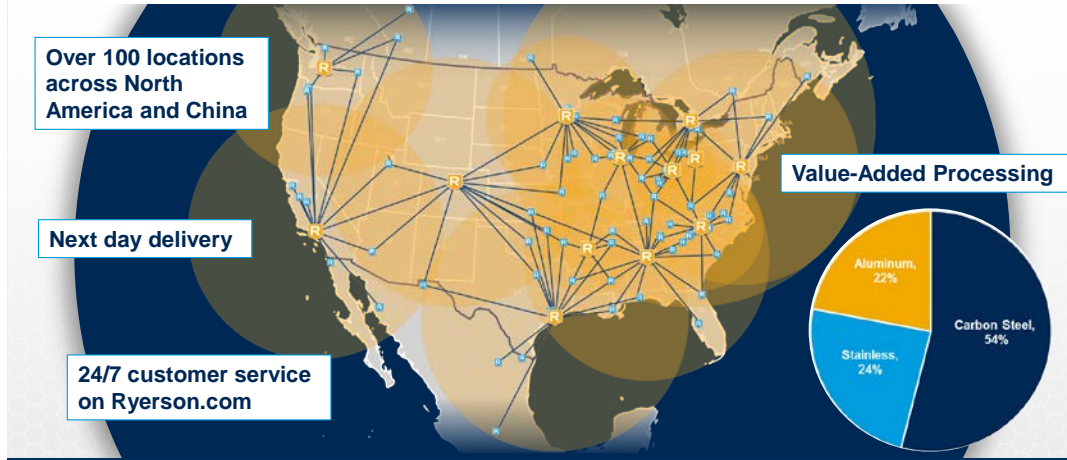 Over 100 locations
across North
America and China
Next day delivery
24/7 customer service
on Ryerson.com
Value-Added Processing
Aluminum,
22%
Carbon Steel,
54%
Stainless,
24%